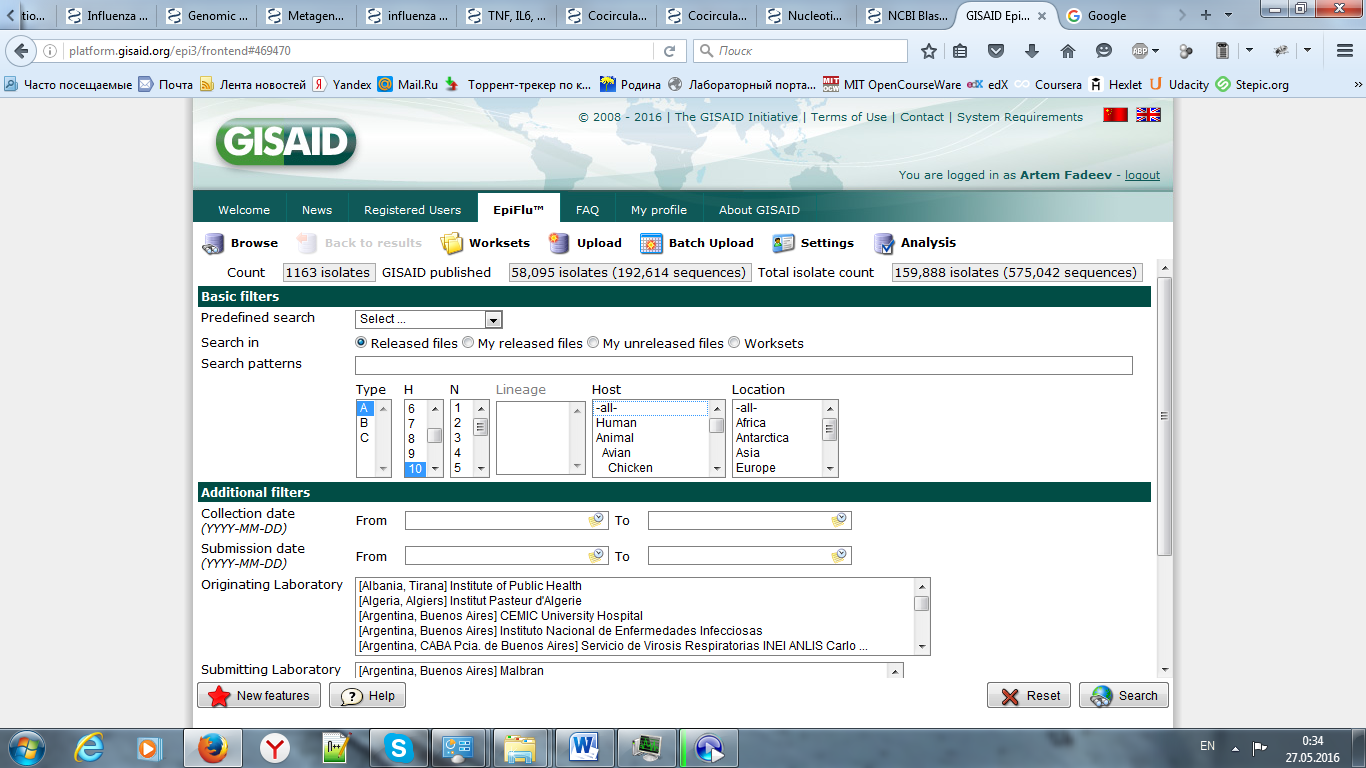 tio...
Influenza ...
Genomic ...
Metagen...
influenza ...
TNF, IL6, ...
Cocircula...
Cocircula...
Nucleoti...
NCBI Blas...
GISAID Epi...
Google
platform.gisaid.org/epi3/frontend#469470
Поиск
ABP
Часто посещаемые
Почта
Лента новостей
Yandex
Mail.Ru
Торрент-трекер по к...
Родина
Лабораторный порта...
MIT OpenCourseWare
edX
Coursera
Hexlet
Udacity
Stepic.org
»
© 2008 - 2016 | The GISAID Initiative | Terms of Use | Contact | System Requirements
GISAID
You are logged in as Artem Fadeev - logout
Welcome
News
Registered Users
EpiFlu™
FAQ
My profile
About GISAID
Browse
Back to results
Worksets
Upload
Batch Upload
Settings
Analysis
Count 1163 isolates GISAID published 58,095 isolates (192,614 sequences) Total isolate count 159,888 isolates (575,042 sequences)
Basic filters
Predefined search Select ...
Search in Released files My released files My unreleased files Worksets
Search patterns
Type H N Lineage Host Location
A 6 1 -all- -all-
B 7 2 Human Africa
C 8 3 Animal Antarctica
9 4 Avian Asia
10 5 Chicken Europe
Additional filters
Collection date
(YYYY-MM-DD) From To
Submission date
(YYYY-MM-DD) From To
Originating Laboratory [Albania, Tirana] Institute of Public Health
[Algeria, Algiers] Institut Pasteur d'Algerie
[Argentina, Buenos Aires] CEMIC University Hospital
[Argentina, Buenos Aires] Instituto Nacional de Enfermedades Infecciosas
[Argentina, CABA Pcia. de Buenos Aires] Servicio de Virosis Respiratorias INEI ANLIS Carlo ...
Submitting Laboratory [Argentina, Buenos Aires] Malbran
New features
Help
Reset
Search
EN
0:34
27.05.2016